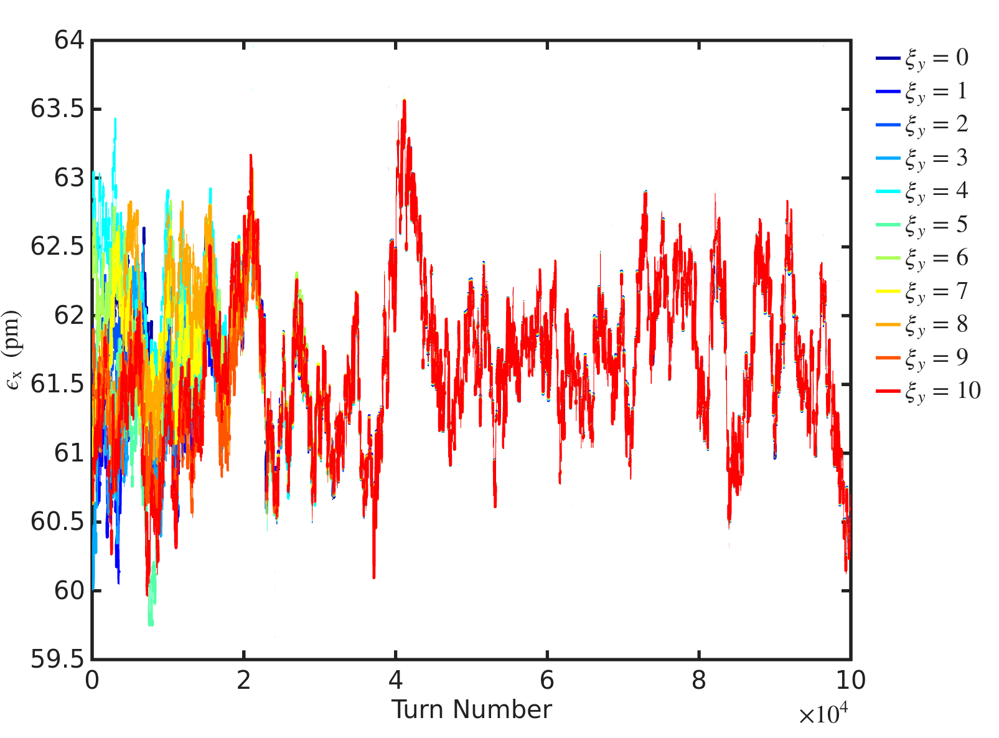 64
63.5
63
62.5
62
61.5
61
60.5
60
59.5
ϵx (pm)
0 2 4 6 8 10
Turn Number
×10⁴
ξy = 0
ξy = 1
ξy = 2
ξy = 3
ξy = 4
ξy = 5
ξy = 6
ξy = 7
ξy = 8
ξy = 9
ξy = 10